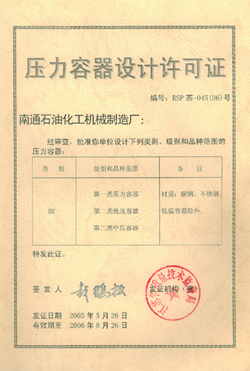 压力容器设计许可证
编号：RSP 苏-045(06)号
南通石油化工机械制造厂：
经审查，批准你单位设计下列类别、级别和品种范围的
压力容器：
类 别 级别和品种范围 备 注
D2
第一类压力容器
第二类低压容器
第二类中压容器
材质：碳钢、不锈钢。
低温容器除外。
特发此证。
签发人
发证机构（章）
发证日期 2003年5月26日
有效期至 2006年8月26日